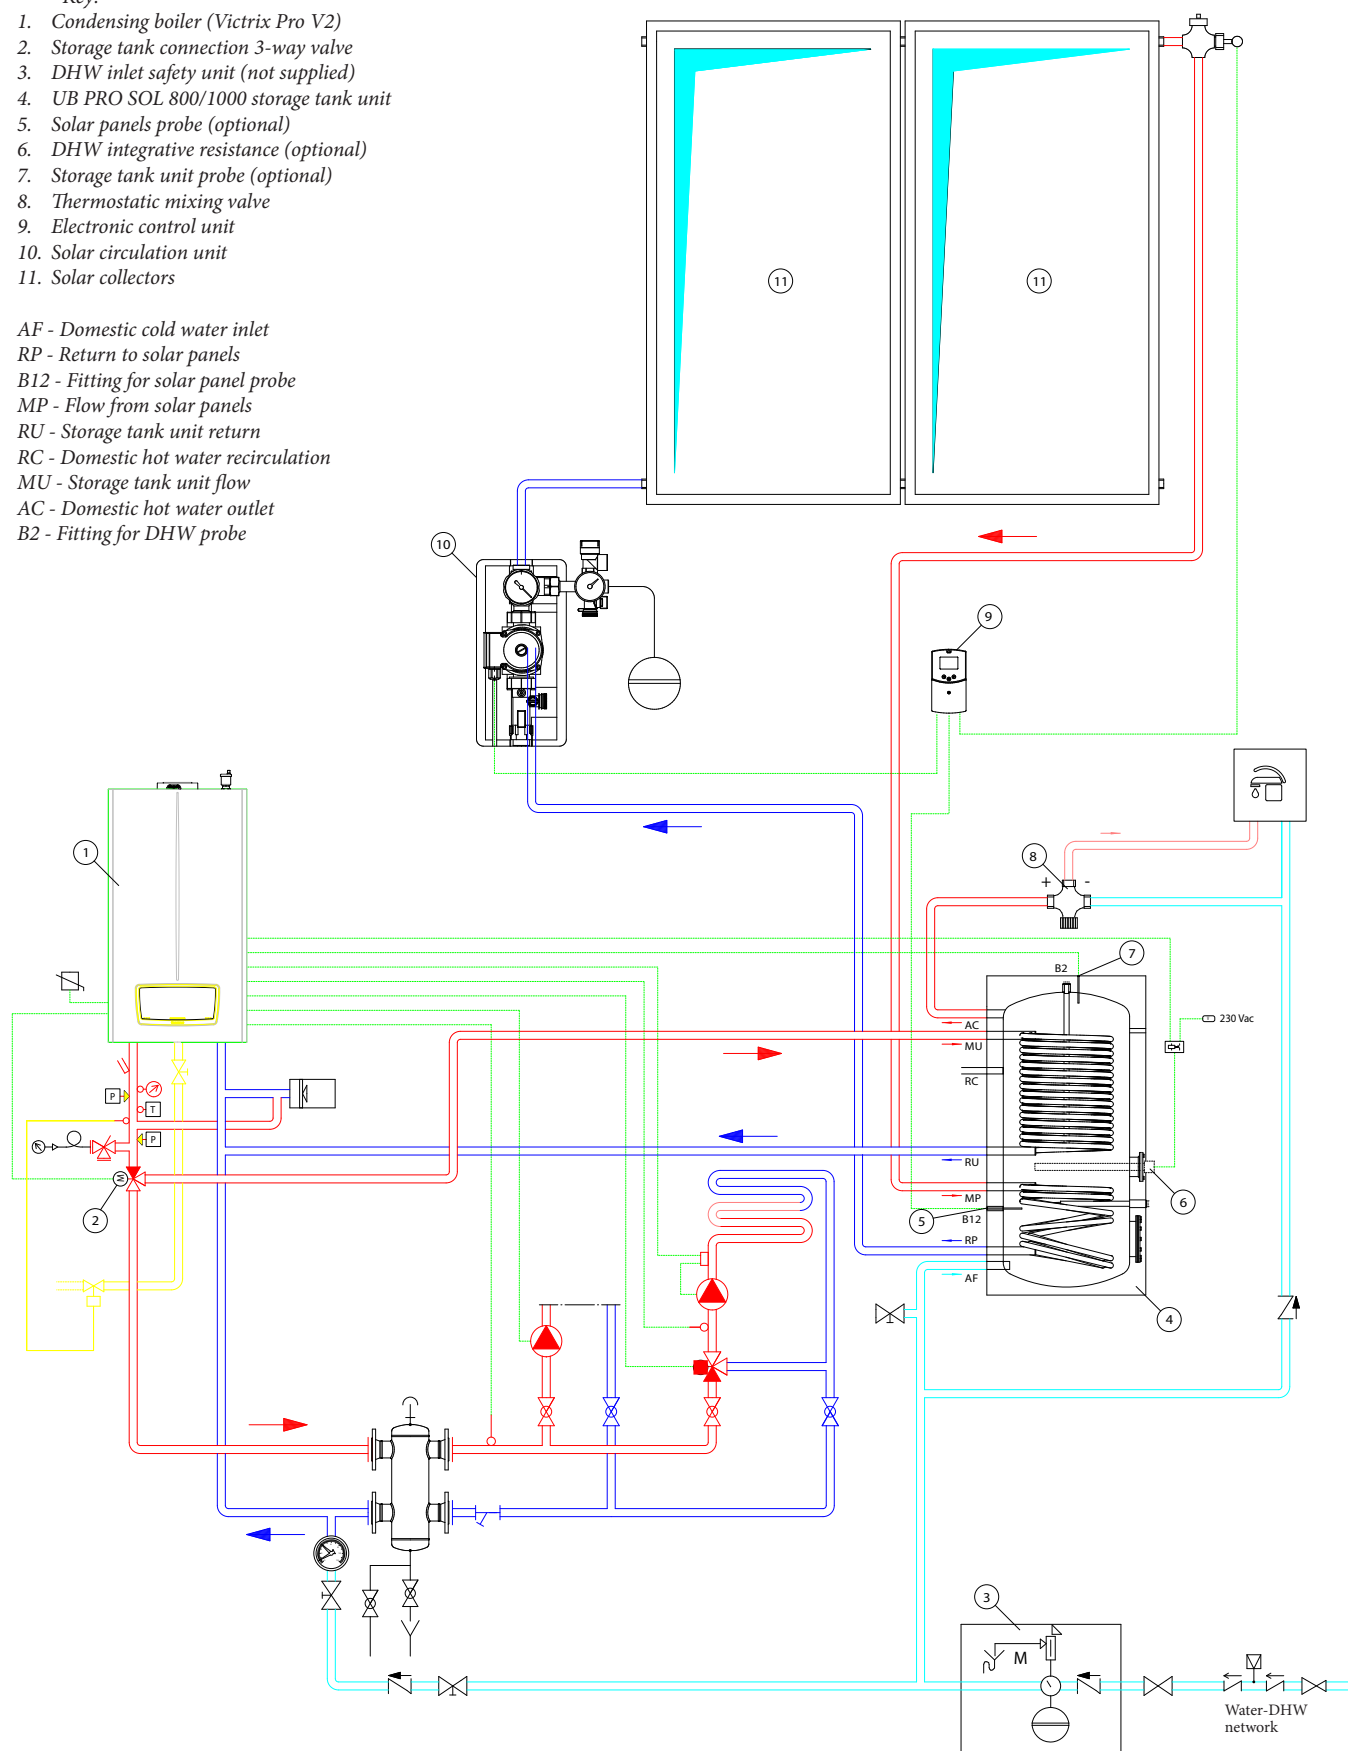 Key:
1. Condensing boiler (Victrix Pro V2)
2. Storage tank connection 3-way valve
3. DHW inlet safety unit (not supplied)
4. UB PRO SOL 800/1000 storage tank unit
5. Solar panels probe (optional)
6. DHW integrative resistance (optional)
7. Storage tank unit probe (optional)
8. Thermostatic mixing valve
9. Electronic control unit
10. Solar circulation unit
11. Solar collectors
AF - Domestic cold water inlet
RP - Return to solar panels
B12 - Fitting for solar panel probe
MP - Flow from solar panels
RU - Storage tank unit return
RC - Domestic hot water recirculation
MU - Storage tank unit flow
AC - Domestic hot water outlet
B2 - Fitting for DHW probe
11
11
10
9
1
8
+ -
7
B2
230 Vac
AC
MU
RC
P
T
P
RU
M
2
MP
6
5
B12
RP
AF
4
3
M
Water-DHW
network